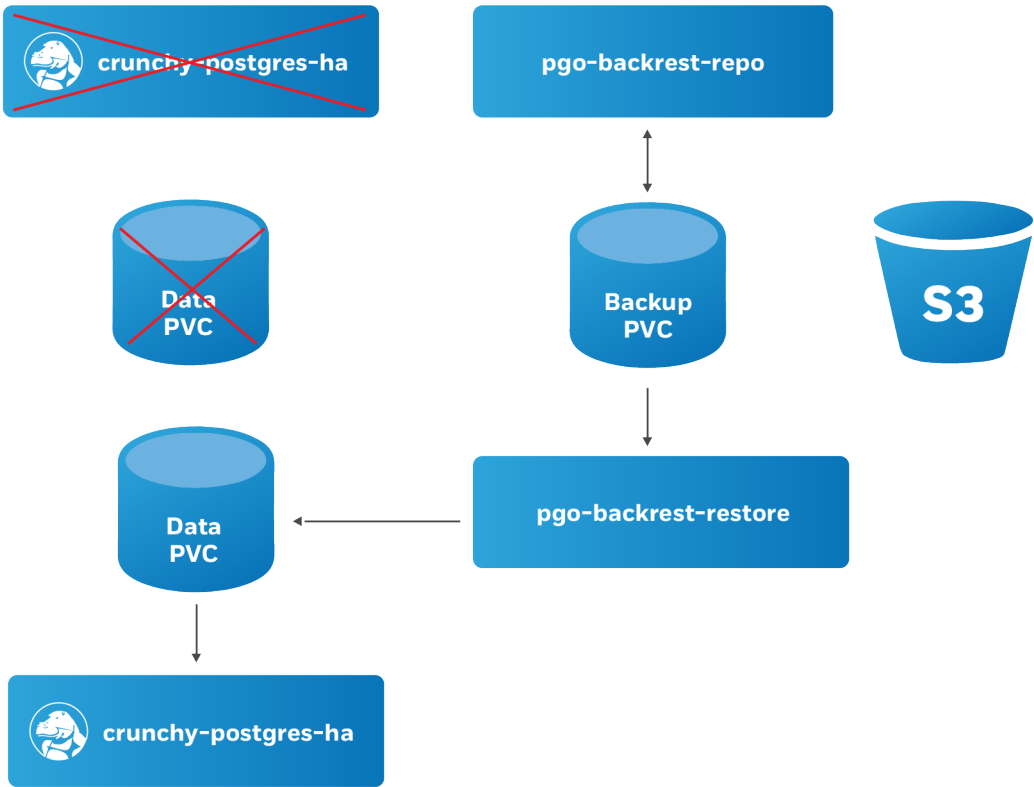 crunchy-postgres-ha
pgo-backrest-repo
Data
PVC
Backup
PVC
S3
Data
PVC
pgo-backrest-restore
crunchy-postgres-ha